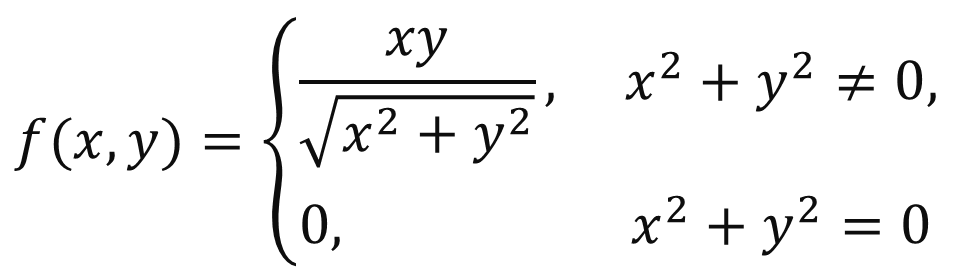 f(x, y) = { xy / √(x² + y²), x² + y² ≠ 0,
0, x² + y² = 0